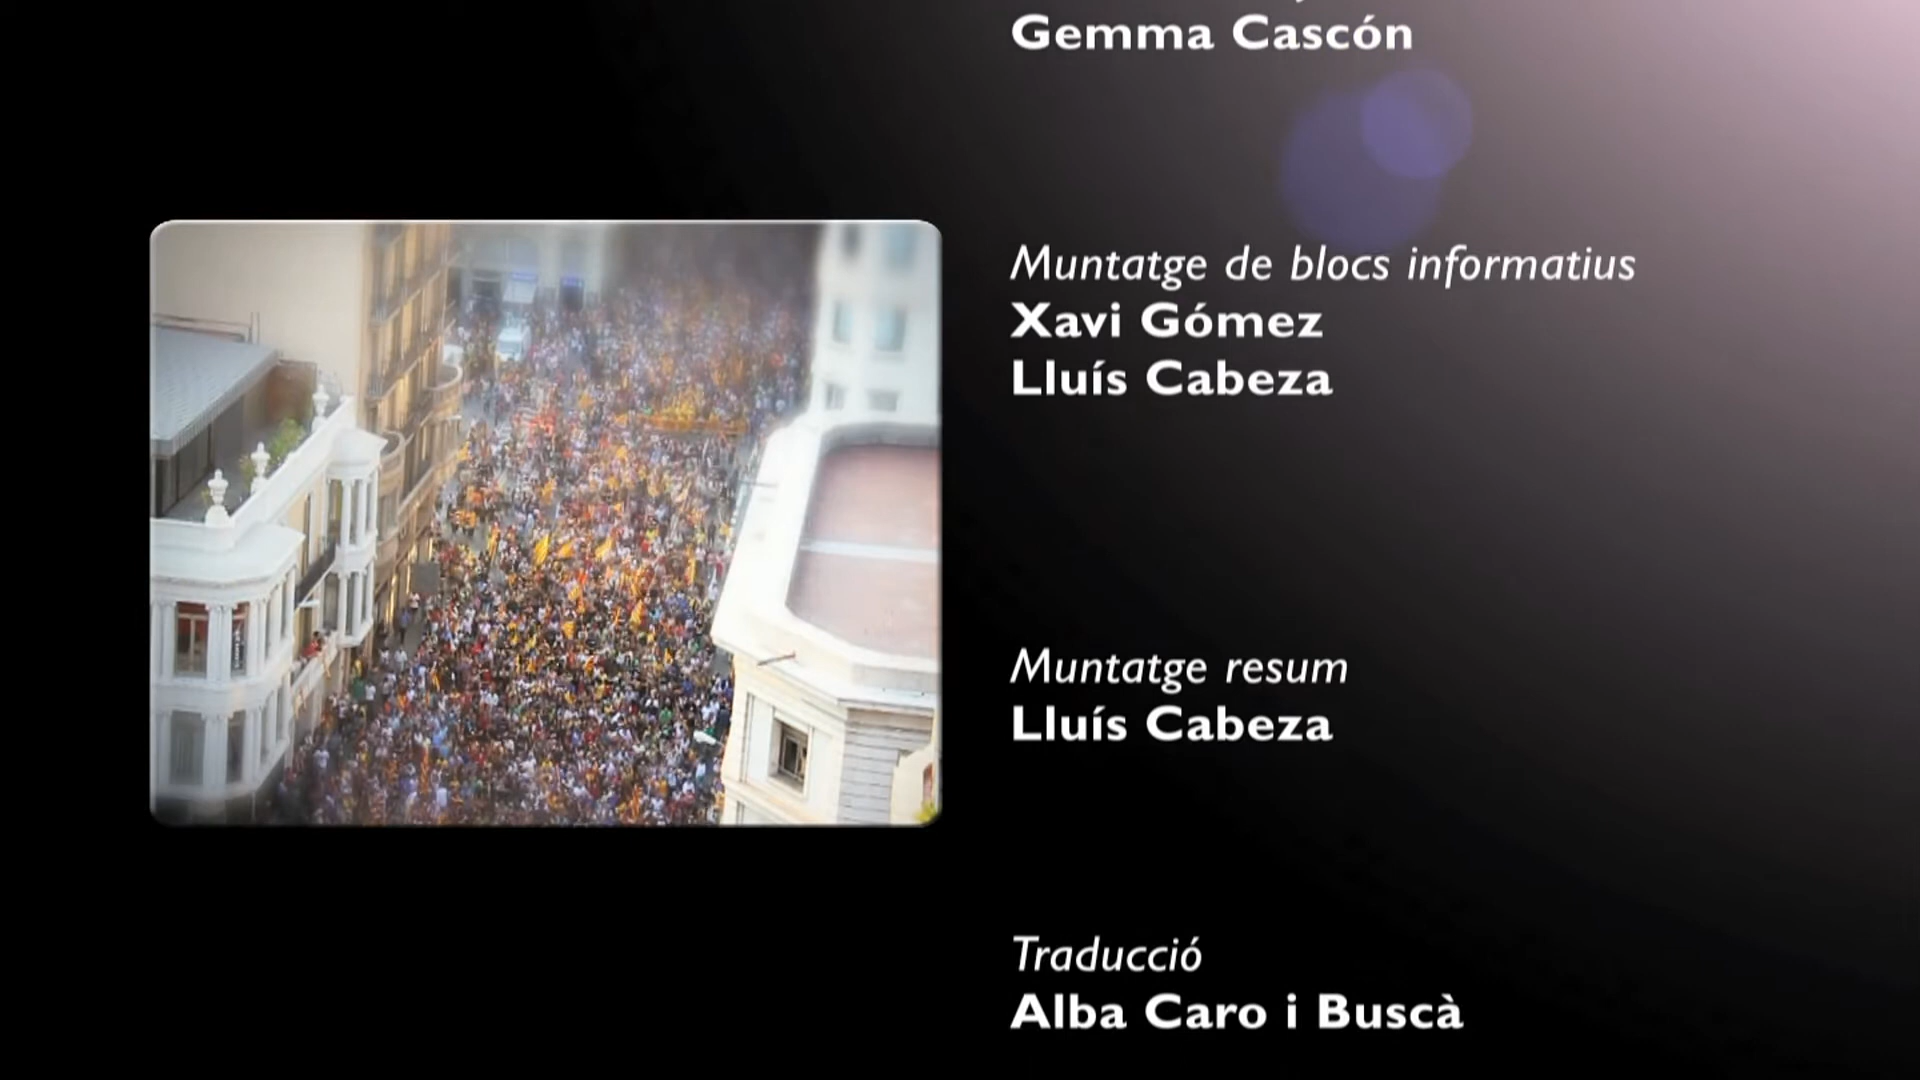 Gemma Cascón
Muntatge de blocs informatius
Xavi Gómez
Lluís Cabeza
Muntatge resum
Lluís Cabeza
Traducció
Alba Caro i Buscà